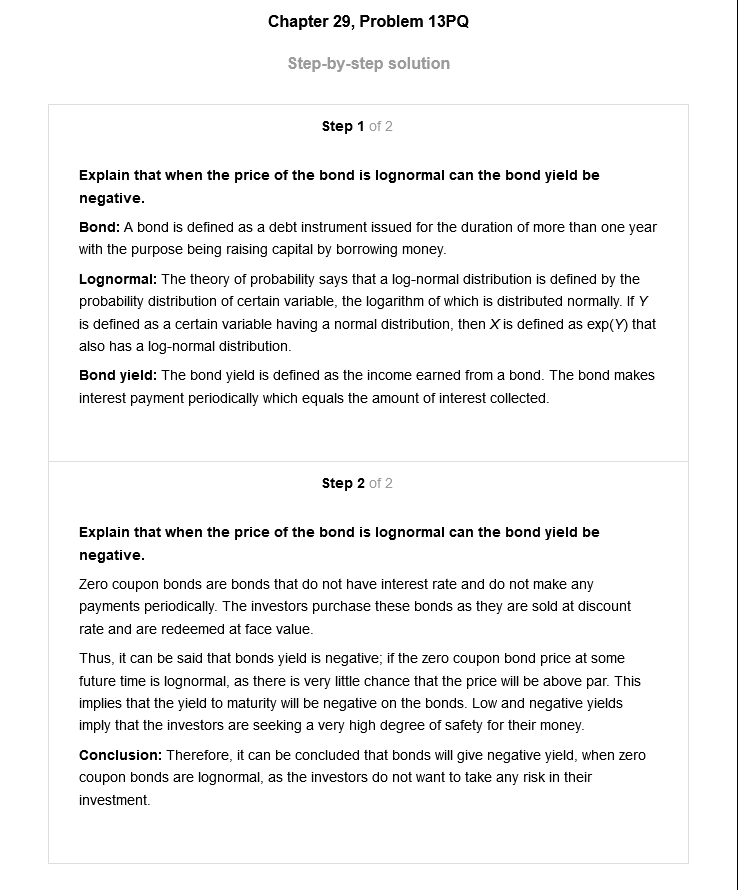 Chapter 29, Problem 13PQ
Step-by-step solution
Step 1 of 2
Explain that when the price of the bond is lognormal can the bond yield be
negative.
Bond: A bond is defined as a debt instrument issued for the duration of more than one year
with the purpose being raising capital by borrowing money.
Lognormal: The theory of probability says that a log-normal distribution is defined by the
probability distribution of certain variable, the logarithm of which is distributed normally. If Y
is defined as a certain variable having a normal distribution, then X is defined as exp(Y) that
also has a log-normal distribution.
Bond yield: The bond yield is defined as the income earned from a bond. The bond makes
interest payment periodically which equals the amount of interest collected.
Step 2 of 2
Explain that when the price of the bond is lognormal can the bond yield be
negative.
Zero coupon bonds are bonds that do not have interest rate and do not make any
payments periodically. The investors purchase these bonds as they are sold at discount
rate and are redeemed at face value.
Thus, it can be said that bonds yield is negative; if the zero coupon bond price at some
future time is lognormal, as there is very little chance that the price will be above par. This
implies that the yield to maturity will be negative on the bonds. Low and negative yields
imply that the investors are seeking a very high degree of safety for their money.
Conclusion: Therefore, it can be concluded that bonds will give negative yield, when zero
coupon bonds are lognormal, as the investors do not want to take any risk in their
investment.